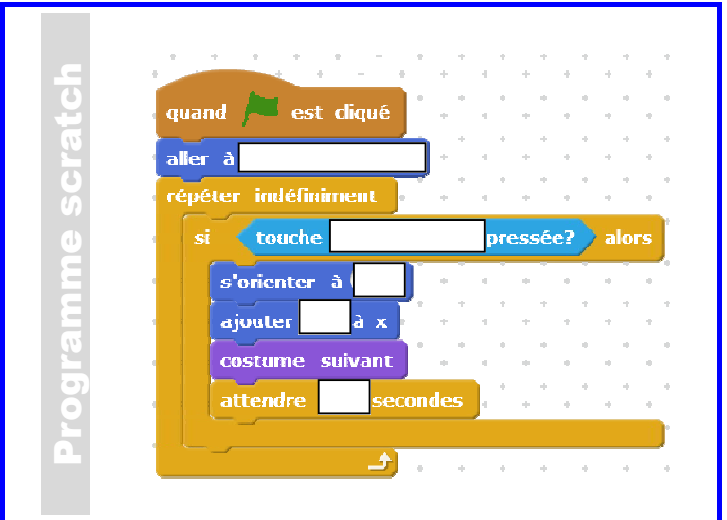 Programme scratch
quand est cliqué
aller à
répéter indéfiniment
si touche pressée? alors
s'orienter à
ajouter à x
costume suivant
attendre secondes